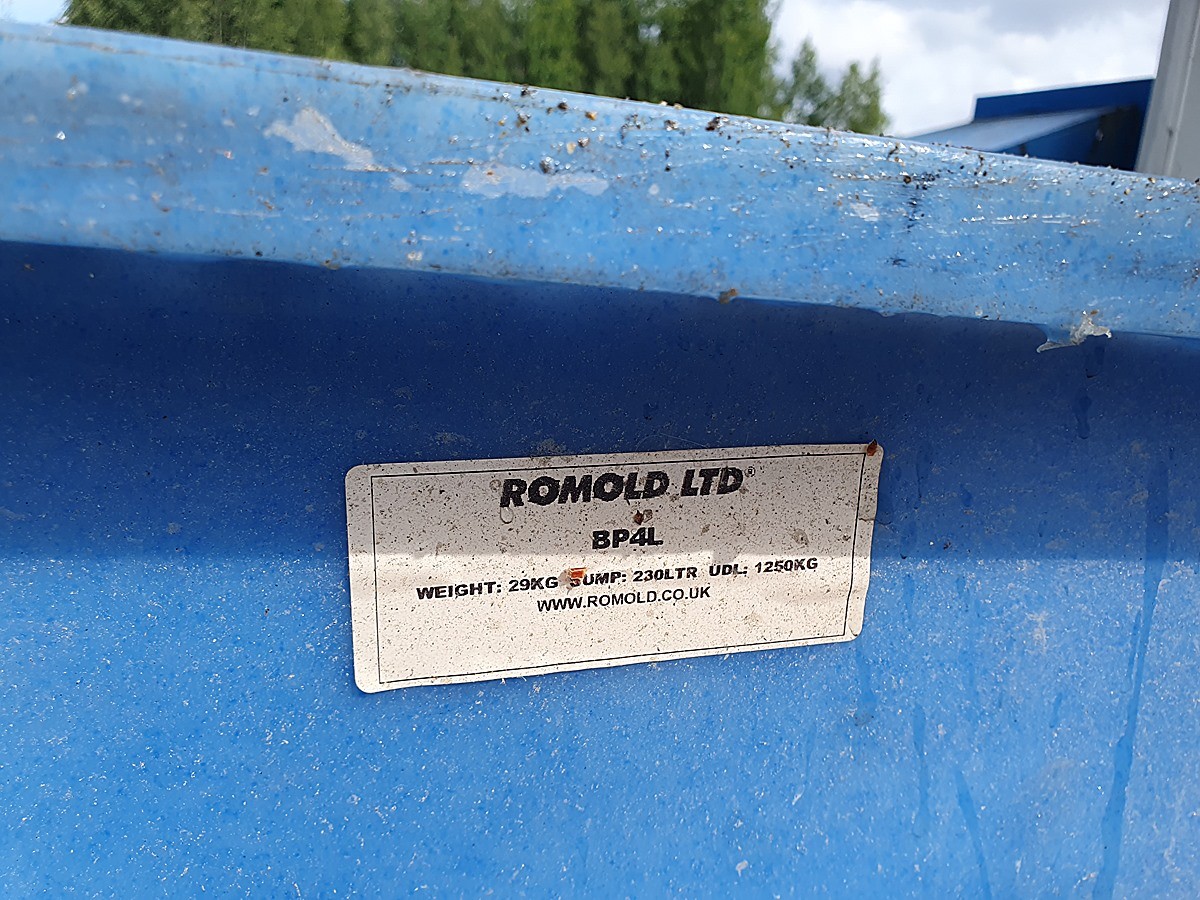 ROMOLD LTD®
BP4L
WEIGHT: 29KG SUMP: 230LTR UDL: 1250KG
WWW.ROMOLD.CO.UK